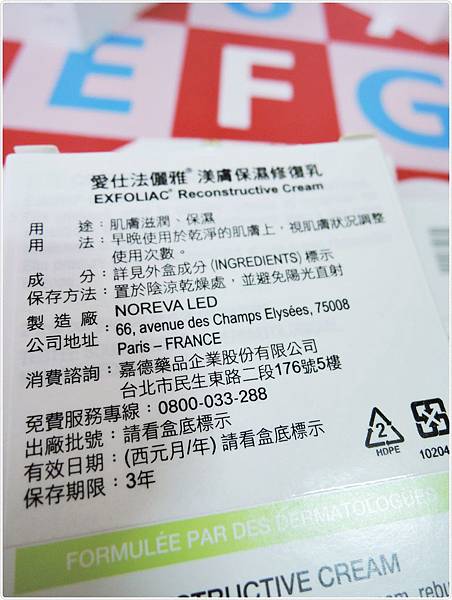 E F G
愛仕法儷雅® 渼膚保濕修復乳
EXFOLIAC® Reconstructive Cream
用　途：肌膚滋潤、保濕
用　法：早晚使用於乾淨的肌膚上，視肌膚狀況調整
使用次數。
成　分：詳見外盒成分 (INGREDIENTS) 標示
保存方法：置於陰涼乾燥處，並避免陽光直射
製造廠：NOREVA LED
公司地址：66, avenue des Champs Elysées, 75008
Paris – FRANCE
消費諮詢：嘉德藥品企業股份有限公司
台北市民生東路二段176號5樓
免費服務專線：0800-033-288
出廠批號：請看盒底標示
有效日期：(西元月/年) 請看盒底標示
保存期限：3年
2
HDPE
10204
FORMULÉE PAR DES DERMATOLOGUES
STRUCTIVE CREAM